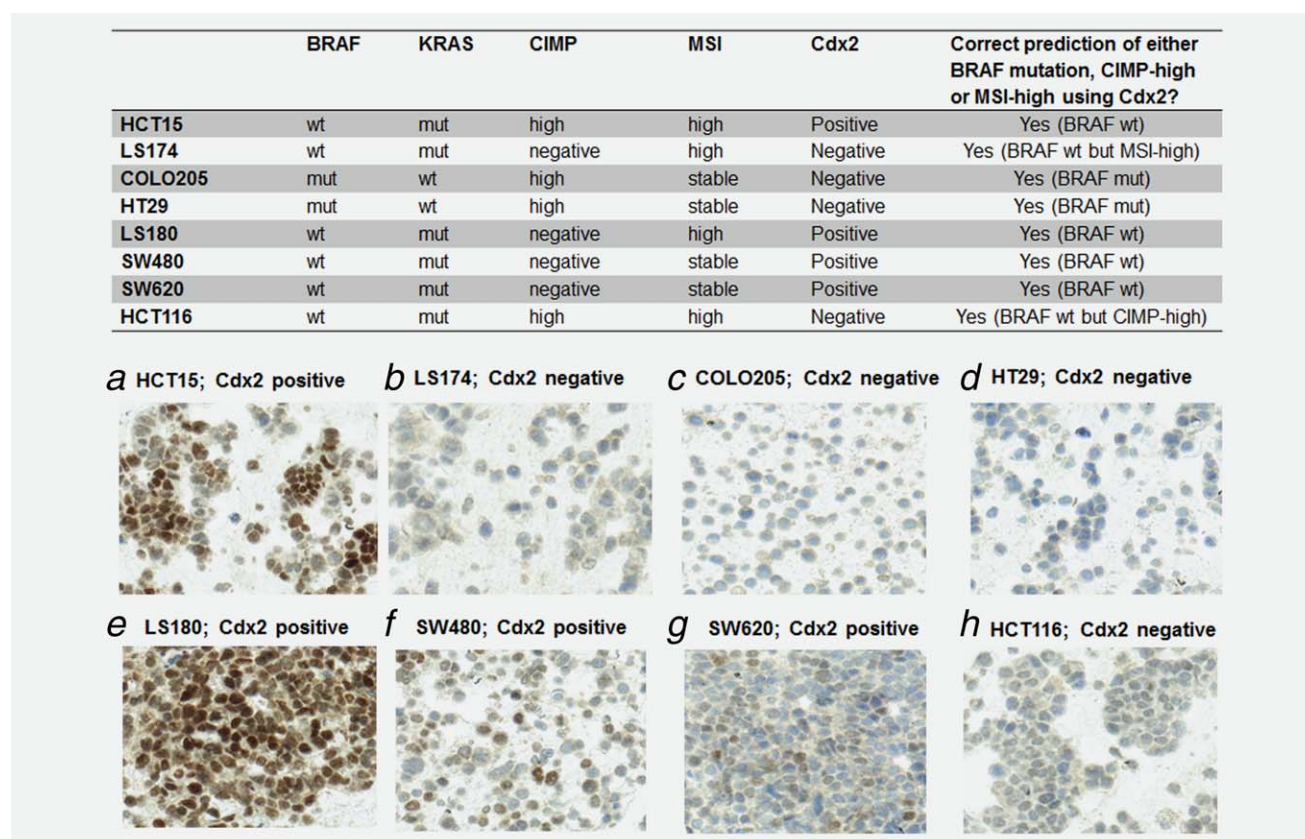 BRAF KRAS CIMP MSI Cdx2 Correct prediction of either
BRAF mutation, CIMP-high
or MSI-high using Cdx2?
HCT15 wt mut high high Positive Yes (BRAF wt)
LS174 wt mut negative high Negative Yes (BRAF wt but MSI-high)
COLO205 mut wt high stable Negative Yes (BRAF mut)
HT29 mut wt high stable Negative Yes (BRAF mut)
LS180 wt mut negative high Positive Yes (BRAF wt)
SW480 wt mut negative stable Positive Yes (BRAF wt)
SW620 wt mut negative stable Positive Yes (BRAF wt)
HCT116 wt mut high high Negative Yes (BRAF wt but CIMP-high)
a HCT15; Cdx2 positive b LS174; Cdx2 negative c COLO205; Cdx2 negative d HT29; Cdx2 negative
e LS180; Cdx2 positive f SW480; Cdx2 positive g SW620; Cdx2 positive h HCT116; Cdx2 negative